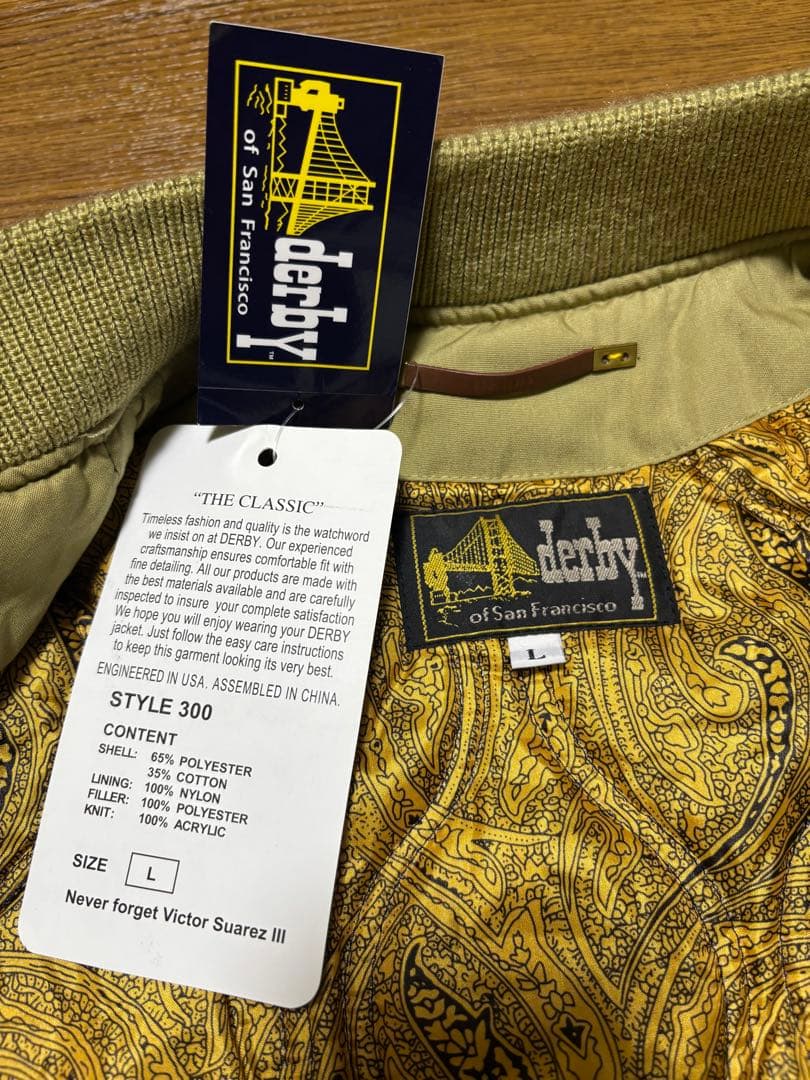 derby™
of San Francisco
"THE CLASSIC"
Timeless fashion and quality is the watchword
we insist on at DERBY. Our experienced
craftsmanship ensures comfortable fit with
fine detailing. All our products are made with
the best materials available and are carefully
inspected to insure your complete satisfaction
We hope you will enjoy wearing your DERBY
jacket. Just follow the easy care instructions
to keep this garment looking its very best.
ENGINEERED IN USA. ASSEMBLED IN CHINA.
STYLE 300
CONTENT
SHELL: 65% POLYESTER
35% COTTON
LINING: 100% NYLON
FILLER: 100% POLYESTER
KNIT: 100% ACRYLIC
SIZE L
Never forget Victor Suarez III
derby
of San Francisco
L